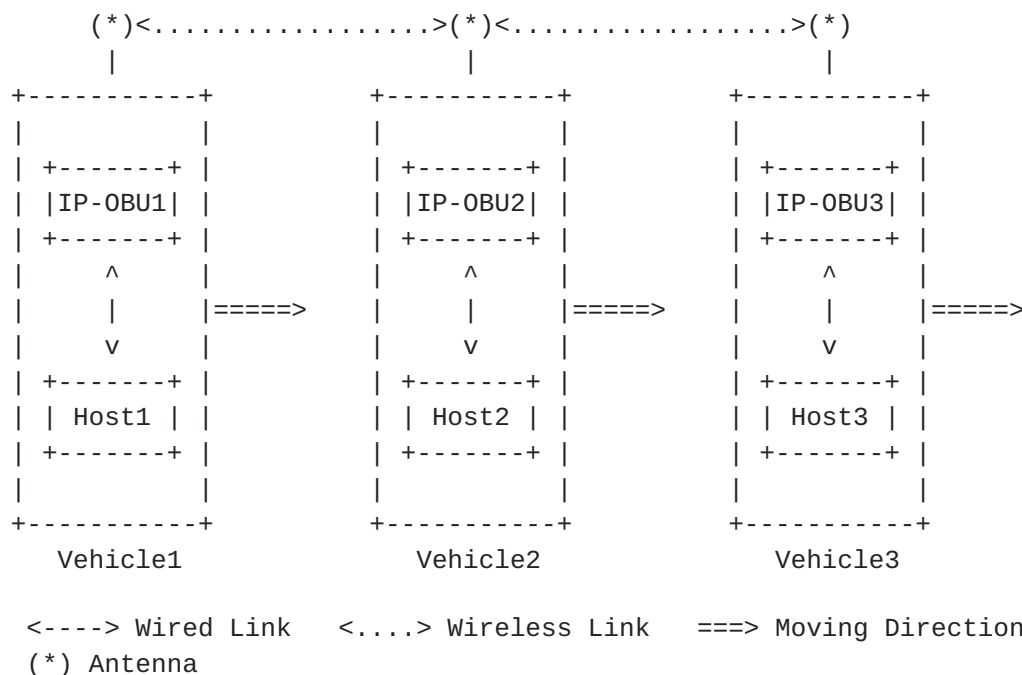 (*)<..................>(*)<..................>(*)
      |                      |                      |
+-----------+          +-----------+          +-----------+
|           |          |           |          |           |
| +-------+ |          | +-------+ |          | +-------+ |
| |IP-OBU1| |          | |IP-OBU2| |          | |IP-OBU3| |
| +-------+ |          | +-------+ |          | +-------+ |
|     ^     |          |     ^     |          |     ^     |
|     |     |=====>    |     |     |=====>    |     |     |=====>
|     v     |          |     v     |          |     v     |
| +-------+ |          | +-------+ |          | +-------+ |
| | Host1 | |          | | Host2 | |          | | Host3 | |
| +-------+ |          | +-------+ |          | +-------+ |
|           |          |           |          |           |
+-----------+          +-----------+          +-----------+
   Vehicle1               Vehicle2               Vehicle3

 <----> Wired Link   <....> Wireless Link   ===> Moving Direction
 (*) Antenna